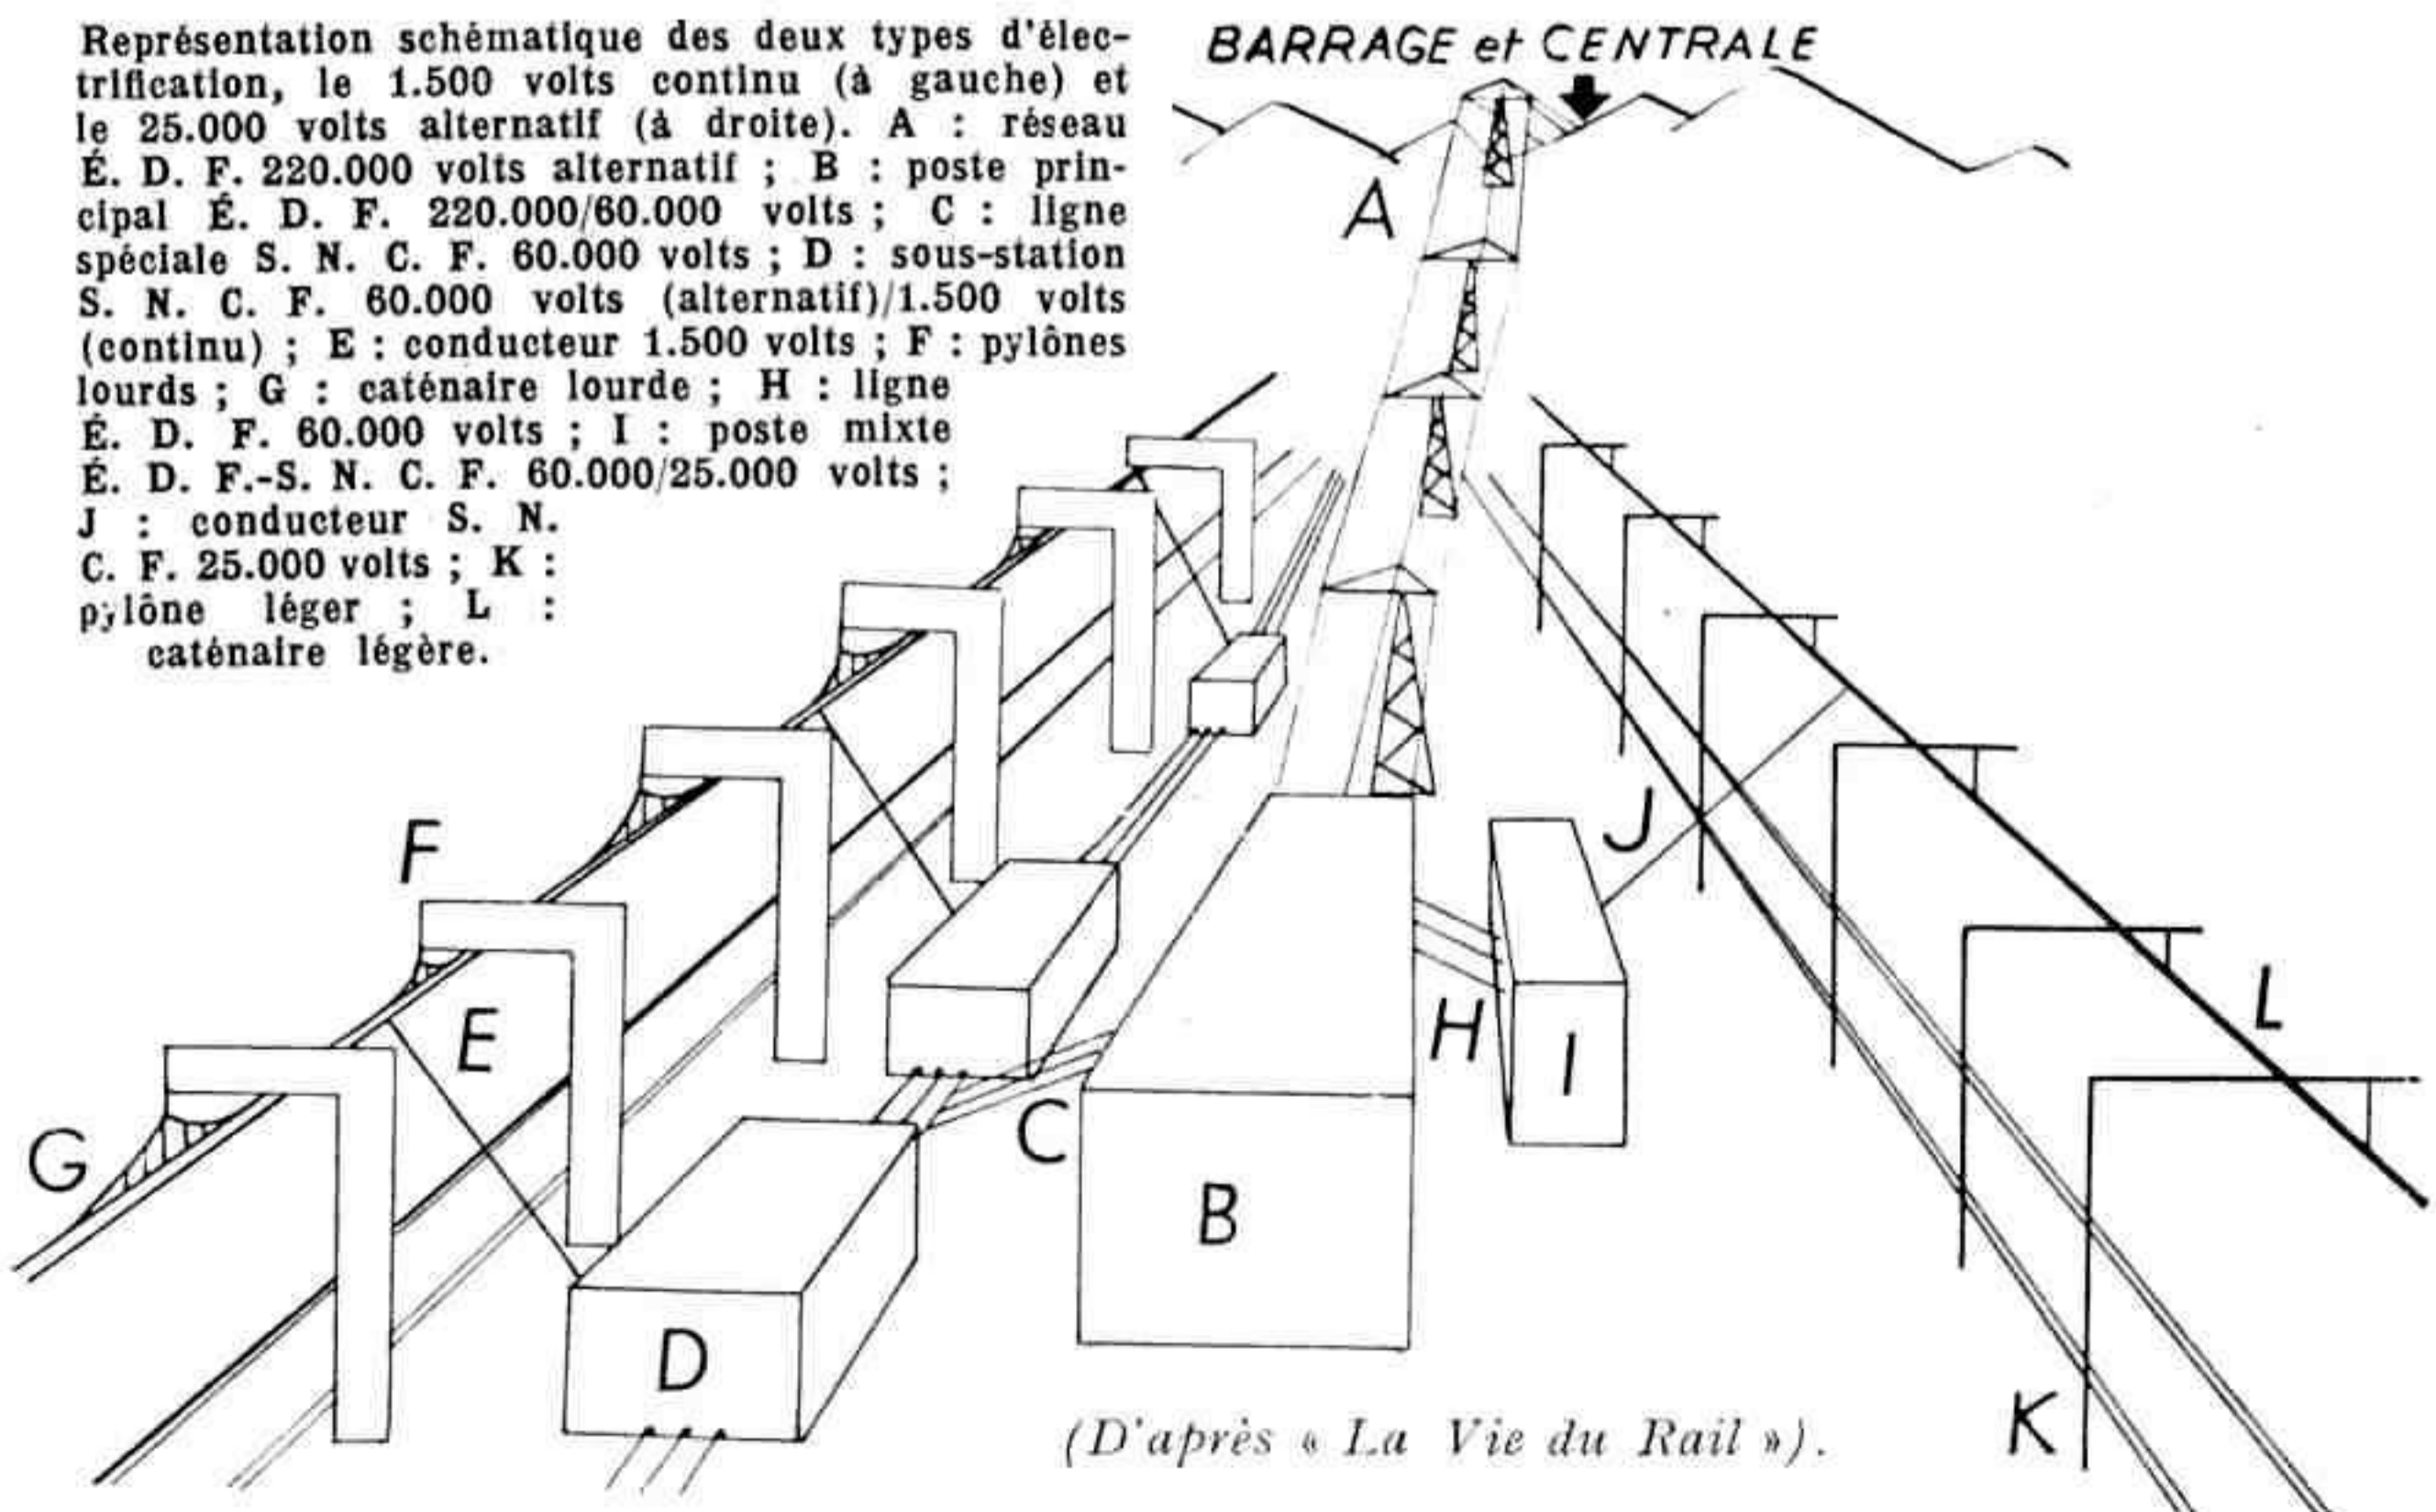 Représentation schématique des deux types d'élec-
trification, le 1.500 volts continu (à gauche) et
le 25.000 volts alternatif (à droite). A : réseau
É. D. F. 220.000 volts alternatif ; B : poste prin-
cipal É. D. F. 220.000/60.000 volts ; C : ligne
spéciale S. N. C. F. 60.000 volts ; D : sous-station
S. N. C. F. 60.000 volts (alternatif)/1.500 volts
(continu) ; E : conducteur 1.500 volts ; F : pylônes
lourds ; G : caténaire lourde ; H : ligne
É. D. F. 60.000 volts ; I : poste mixte
É. D. F.-S. N. C. F. 60.000/25.000 volts ;
J : conducteur S. N.
C. F. 25.000 volts ; K :
pylône léger ; L :
caténaire légère.
BARRAGE et CENTRALE
A
F
J
E
L
H
I
G
C
B
D
K
(D'après « La Vie du Rail »).